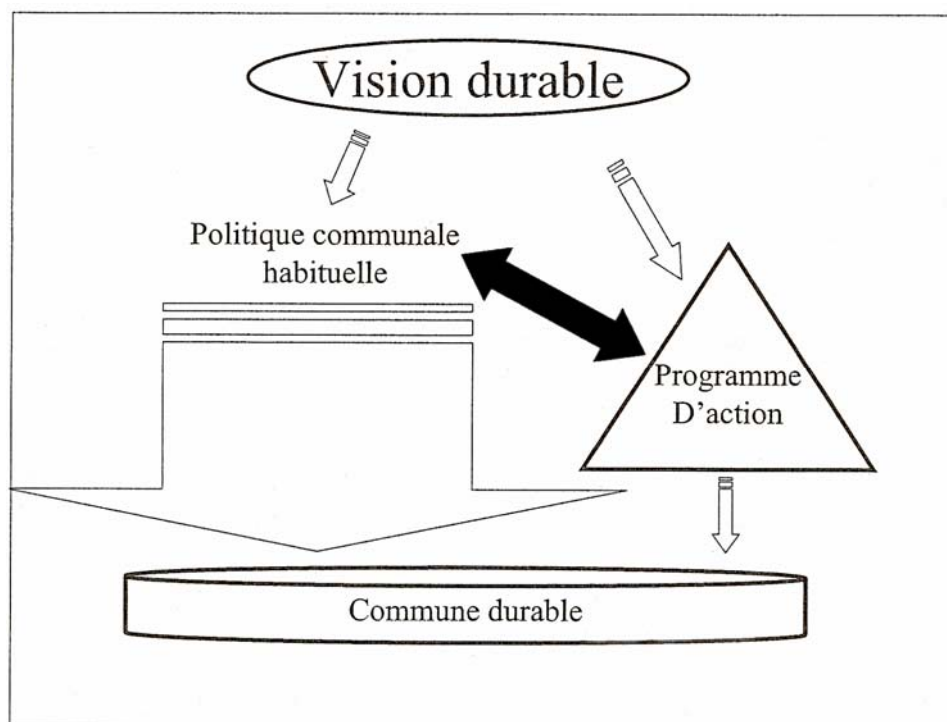 Vision durable
Politique communale
habituelle
Programme
D'action
Commune durable